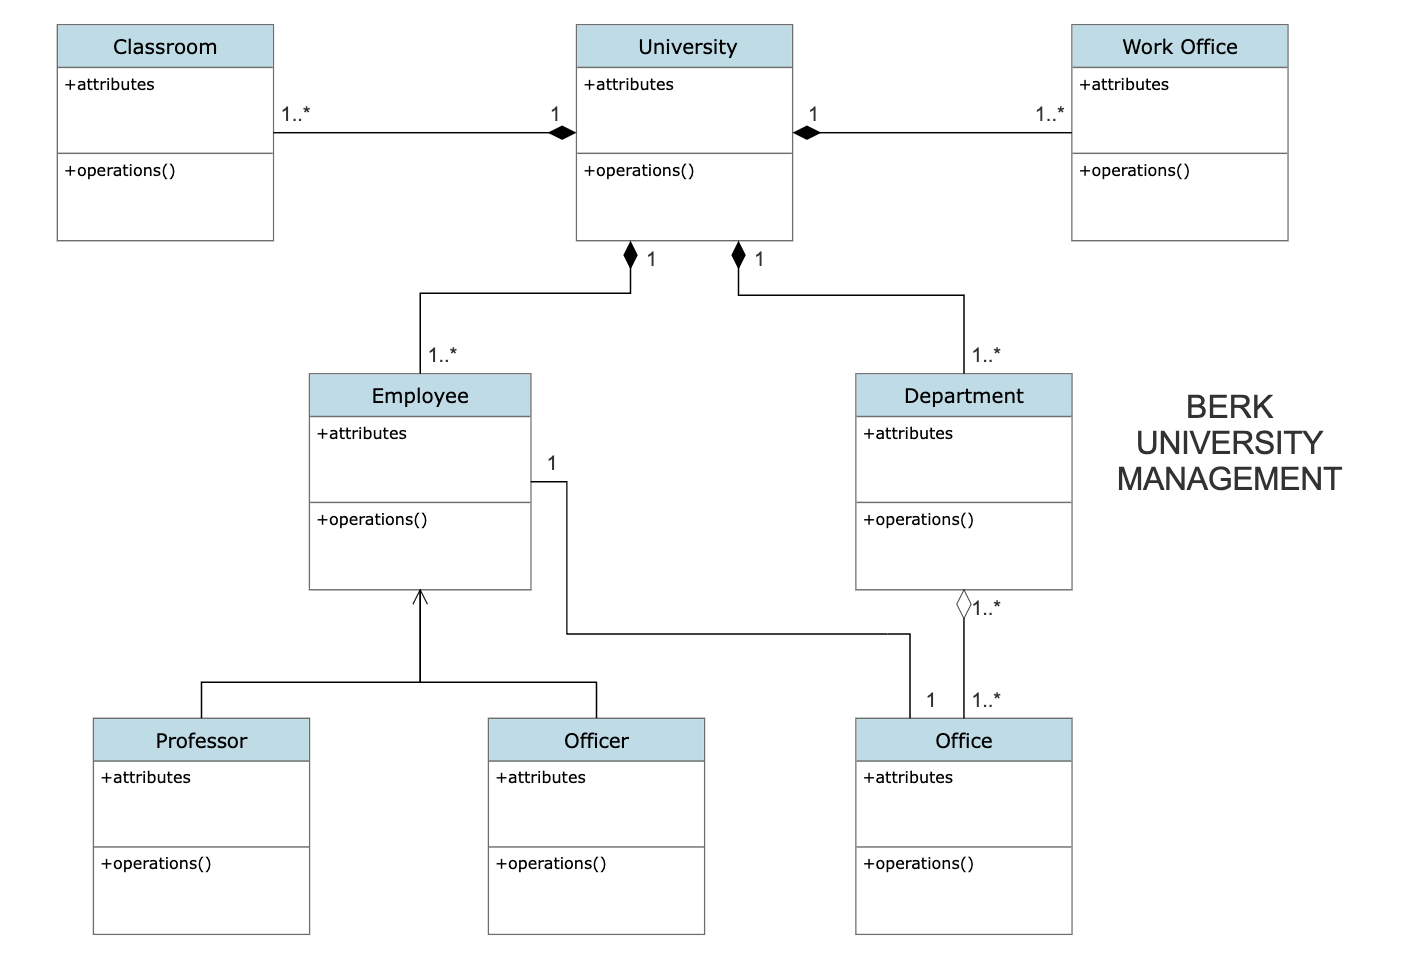 Classroom
+attributes
+operations()
1..*
1
University
+attributes
+operations()
1
1..*
Work Office
+attributes
+operations()
1
1
1..*
1..*
Employee
+attributes
+operations()
1
Department
+attributes
+operations()
BERK
UNIVERSITY
MANAGEMENT
1..*
1
1..*
Professor
+attributes
+operations()
Officer
+attributes
+operations()
Office
+attributes
+operations()